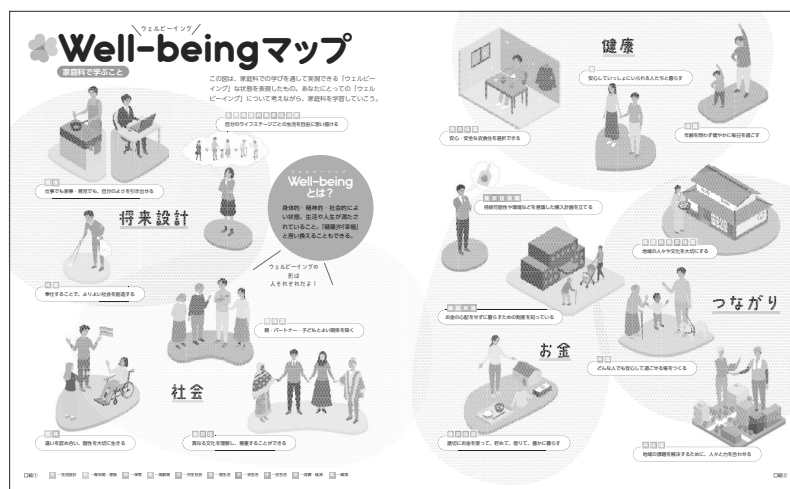 ウェルビーイング
Well-beingマップ
家庭科で学ぶこと
この図は、家庭科での学びを通して実現できる「ウェルビー
イング」な状態を表現したもの。あなたにとっての「ウェル
ビーイング」について考えながら、家庭科を学習していこう。
自分のライフステージごとの生活を自由に思い描ける
仕事でも家事・育児でも、自分のよさを引き出せる
将来設計
奉仕することで、よりよい社会を創造する
ウェルビーイング
Well-being
とは?
身体的・精神的・社会的によ
い状態。生活や人生が満たさ
れていること。「健康」や「幸福」
と言い換えることもできる。
ウェルビーイングの
形は
人それぞれだよ!
親・パートナー・子どもとよい関係を築く
社会
違いを認め合い、個性を大切に生きる
異なる文化を理解し、尊重することができる
健康
安心していっしょにいられる人たちと暮らす
安心・安全な衣食住を選択できる
年齢を問わず健やかに毎日を過ごす
持続可能性や環境などを意識した購入計画を立てる
地域の人々や文化を大切にする
お金の心配をせずに暮らすための制度を知っている
つながり
お金
どんな人でも安心して過ごせる場をつくる
適切にお金を使って、貯めて、借りて、豊かに暮らす
地域の課題を解決するために、人々と力を合わせる
口絵①
口絵②